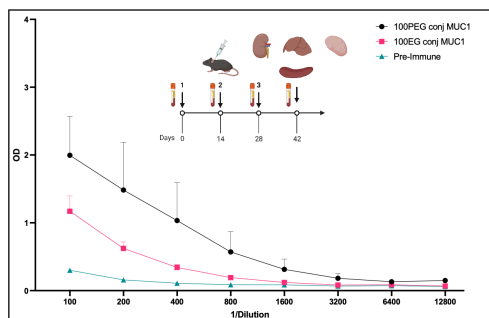 100PEG conj MUC1
100EG conj MUC1
Pre-Immune
4
3
2
1
0
OD
1 2 3
Days 0 14 28 42
100 200 400 800 1600 3200 6400 12800
1/Dilution